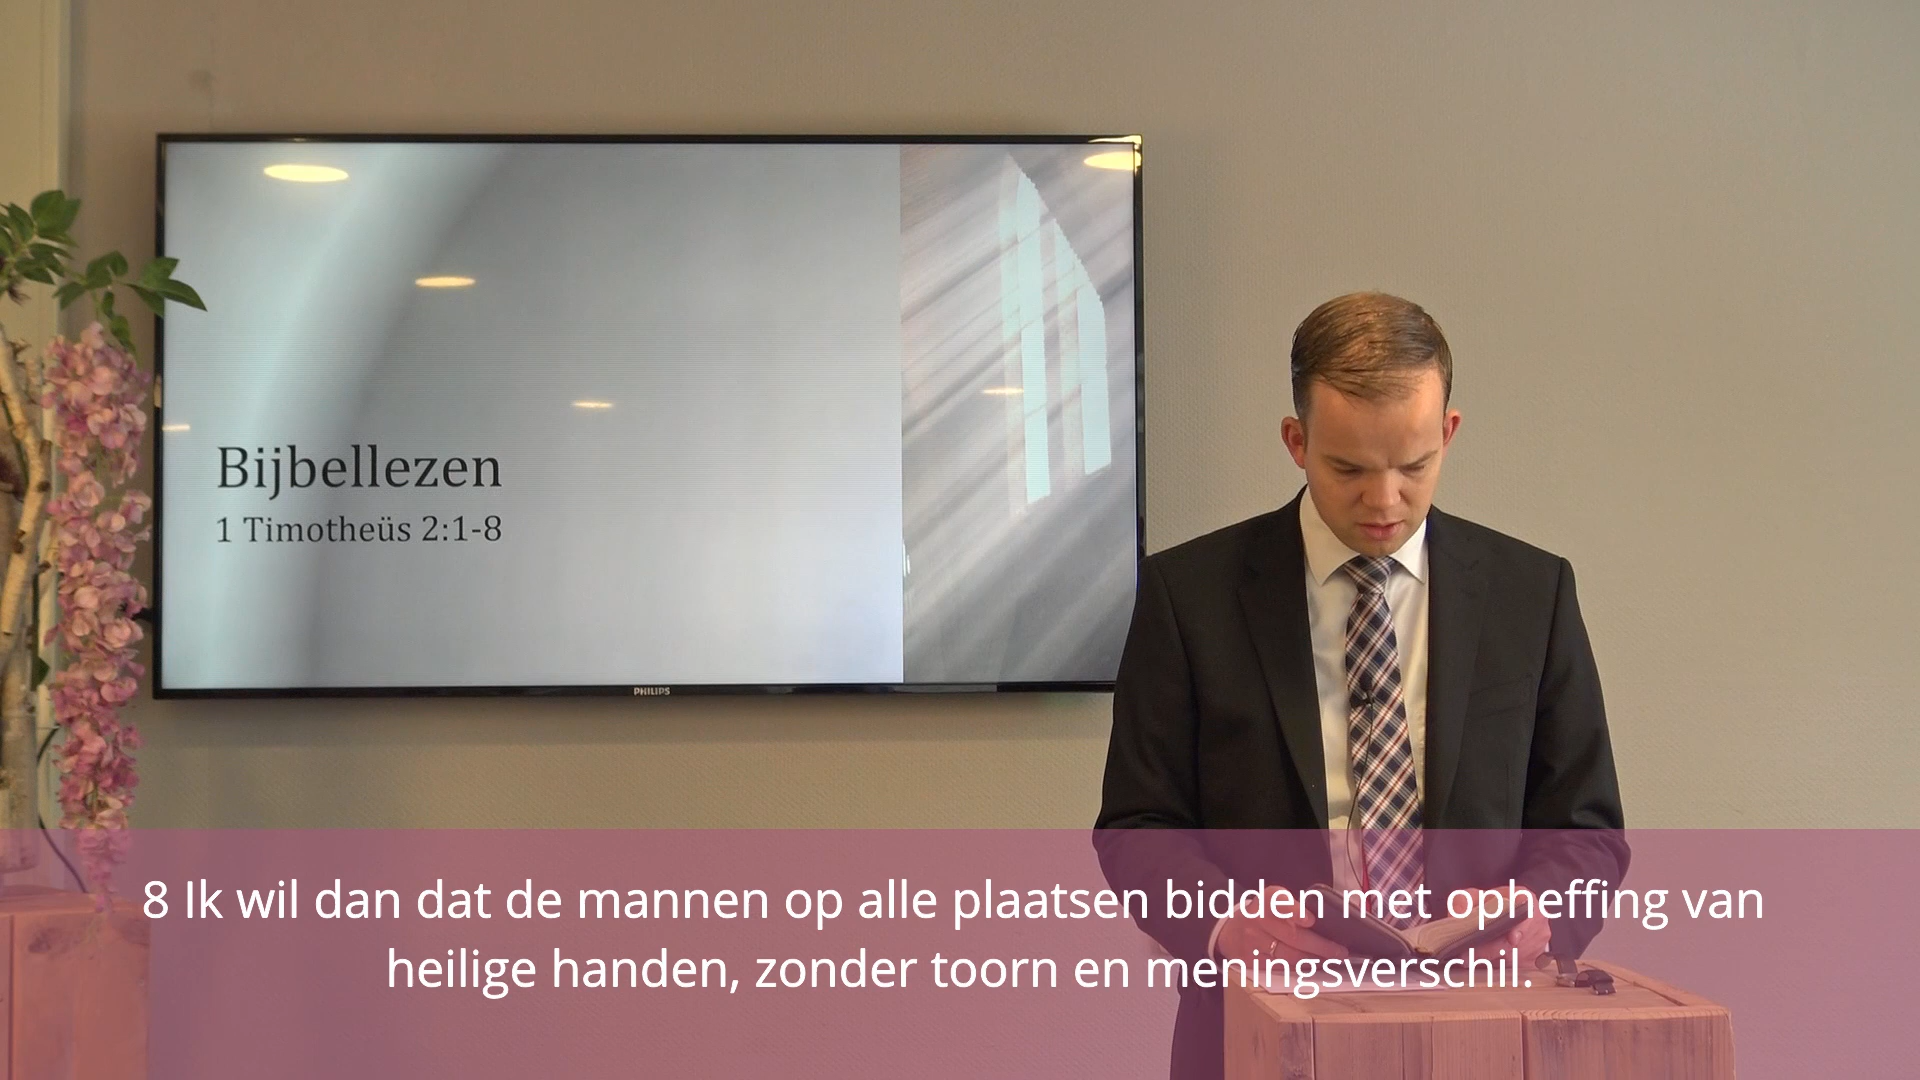 Bijbellezen
1 Timotheüs 2:1-8
PHILIPS
8 Ik wil dan dat de mannen op alle plaatsen bidden met opheffing van
heilige handen, zonder toorn en meningsverschil.